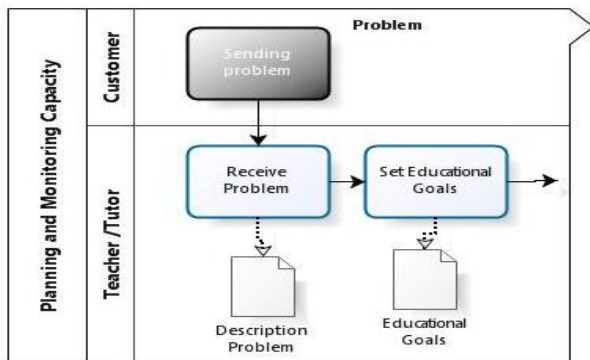 Planning and Monitoring Capacity
Customer
Problem
Sending
problem
Teacher /Tutor
Receive
Problem
Set Educational
Goals
Description
Problem
Educational
Goals